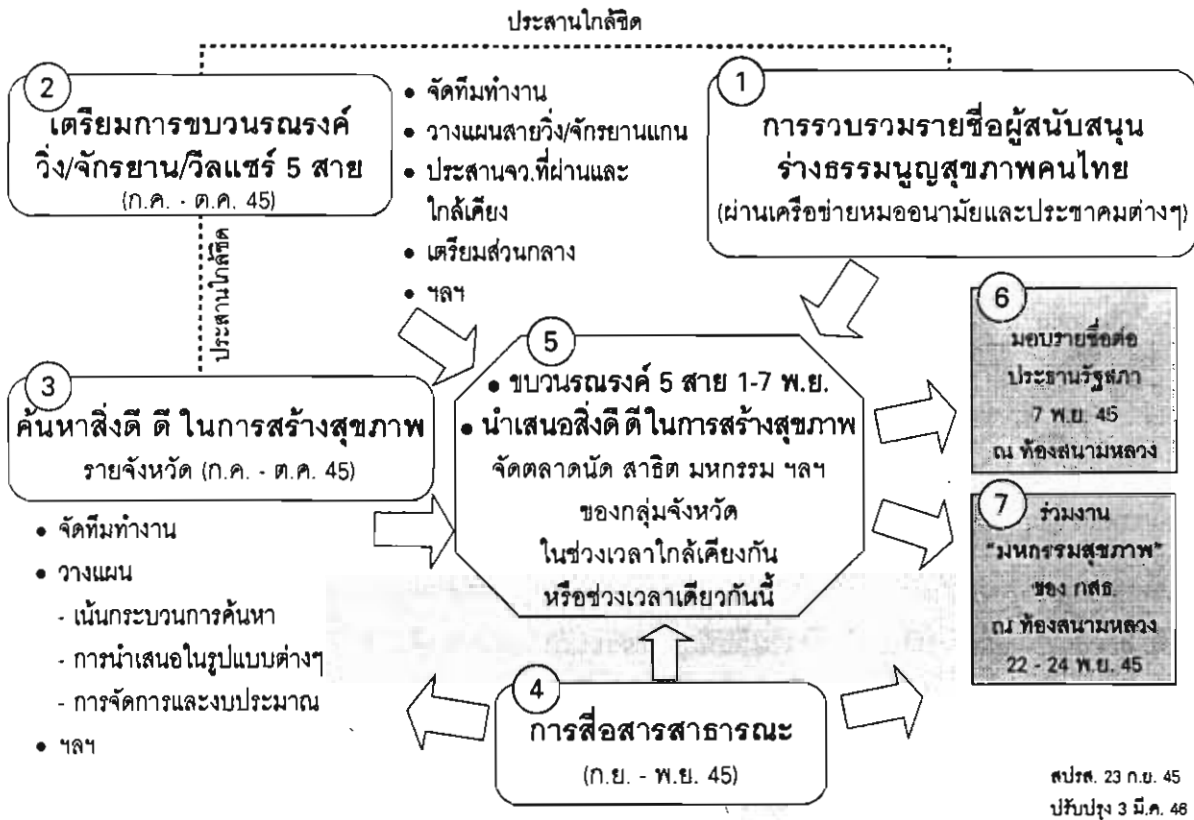 ประสานใกล้ชิด
2
เตรียมการขบวนรณรงค์
วิ่ง/จักรยาน/วีลแชร์ 5 สาย
(ก.ค. - ต.ค. 45)
• จัดทีมทำงาน
• วางแผนสายวิ่ง/จักรยานแกน
• ประสานจว.ที่ผ่านและ
ใกล้เคียง
• เตรียมส่วนกลาง
• ฯลฯ
1
การรวบรวมรายชื่อผู้สนับสนุน
ร่างธรรมนูญสุขภาพคนไทย
(ผ่านเครือข่ายหมออนามัยและประชาคมต่างๆ)
ประสานใกล้ชิด
3
ค้นหาสิ่งดี ดี ในการสร้างสุขภาพ
รายจังหวัด (ก.ค. - ต.ค. 45)
• จัดทีมทำงาน
• วางแผน
- เน้นกระบวนการค้นหา
- การนำเสนอในรูปแบบต่างๆ
- การจัดการและงบประมาณ
• ฯลฯ
5
• ขบวนรณรงค์ 5 สาย 1-7 พ.ย.
• นำเสนอสิ่งดี ดี ในการสร้างสุขภาพ
จัดตลาดนัด สาธิต มหกรรม ฯลฯ
ของกลุ่มจังหวัด
ในช่วงเวลาใกล้เคียงกัน
หรือช่วงเวลาเดียวกันนี้
4
การสื่อสารสาธารณะ
(ก.ย. - พ.ย. 45)
6
มอบรายชื่อต่อ
ประธานรัฐสภา
7 พ.ย. 45
ณ ท้องสนามหลวง
7
ร่วมงาน
"มหกรรมสุขภาพ"
ของ กสธ.
ณ ท้องสนามหลวง
22 - 24 พ.ย. 45
สปรส. 23 ก.ย. 45
ปรับปรุง 3 มี.ค. 46